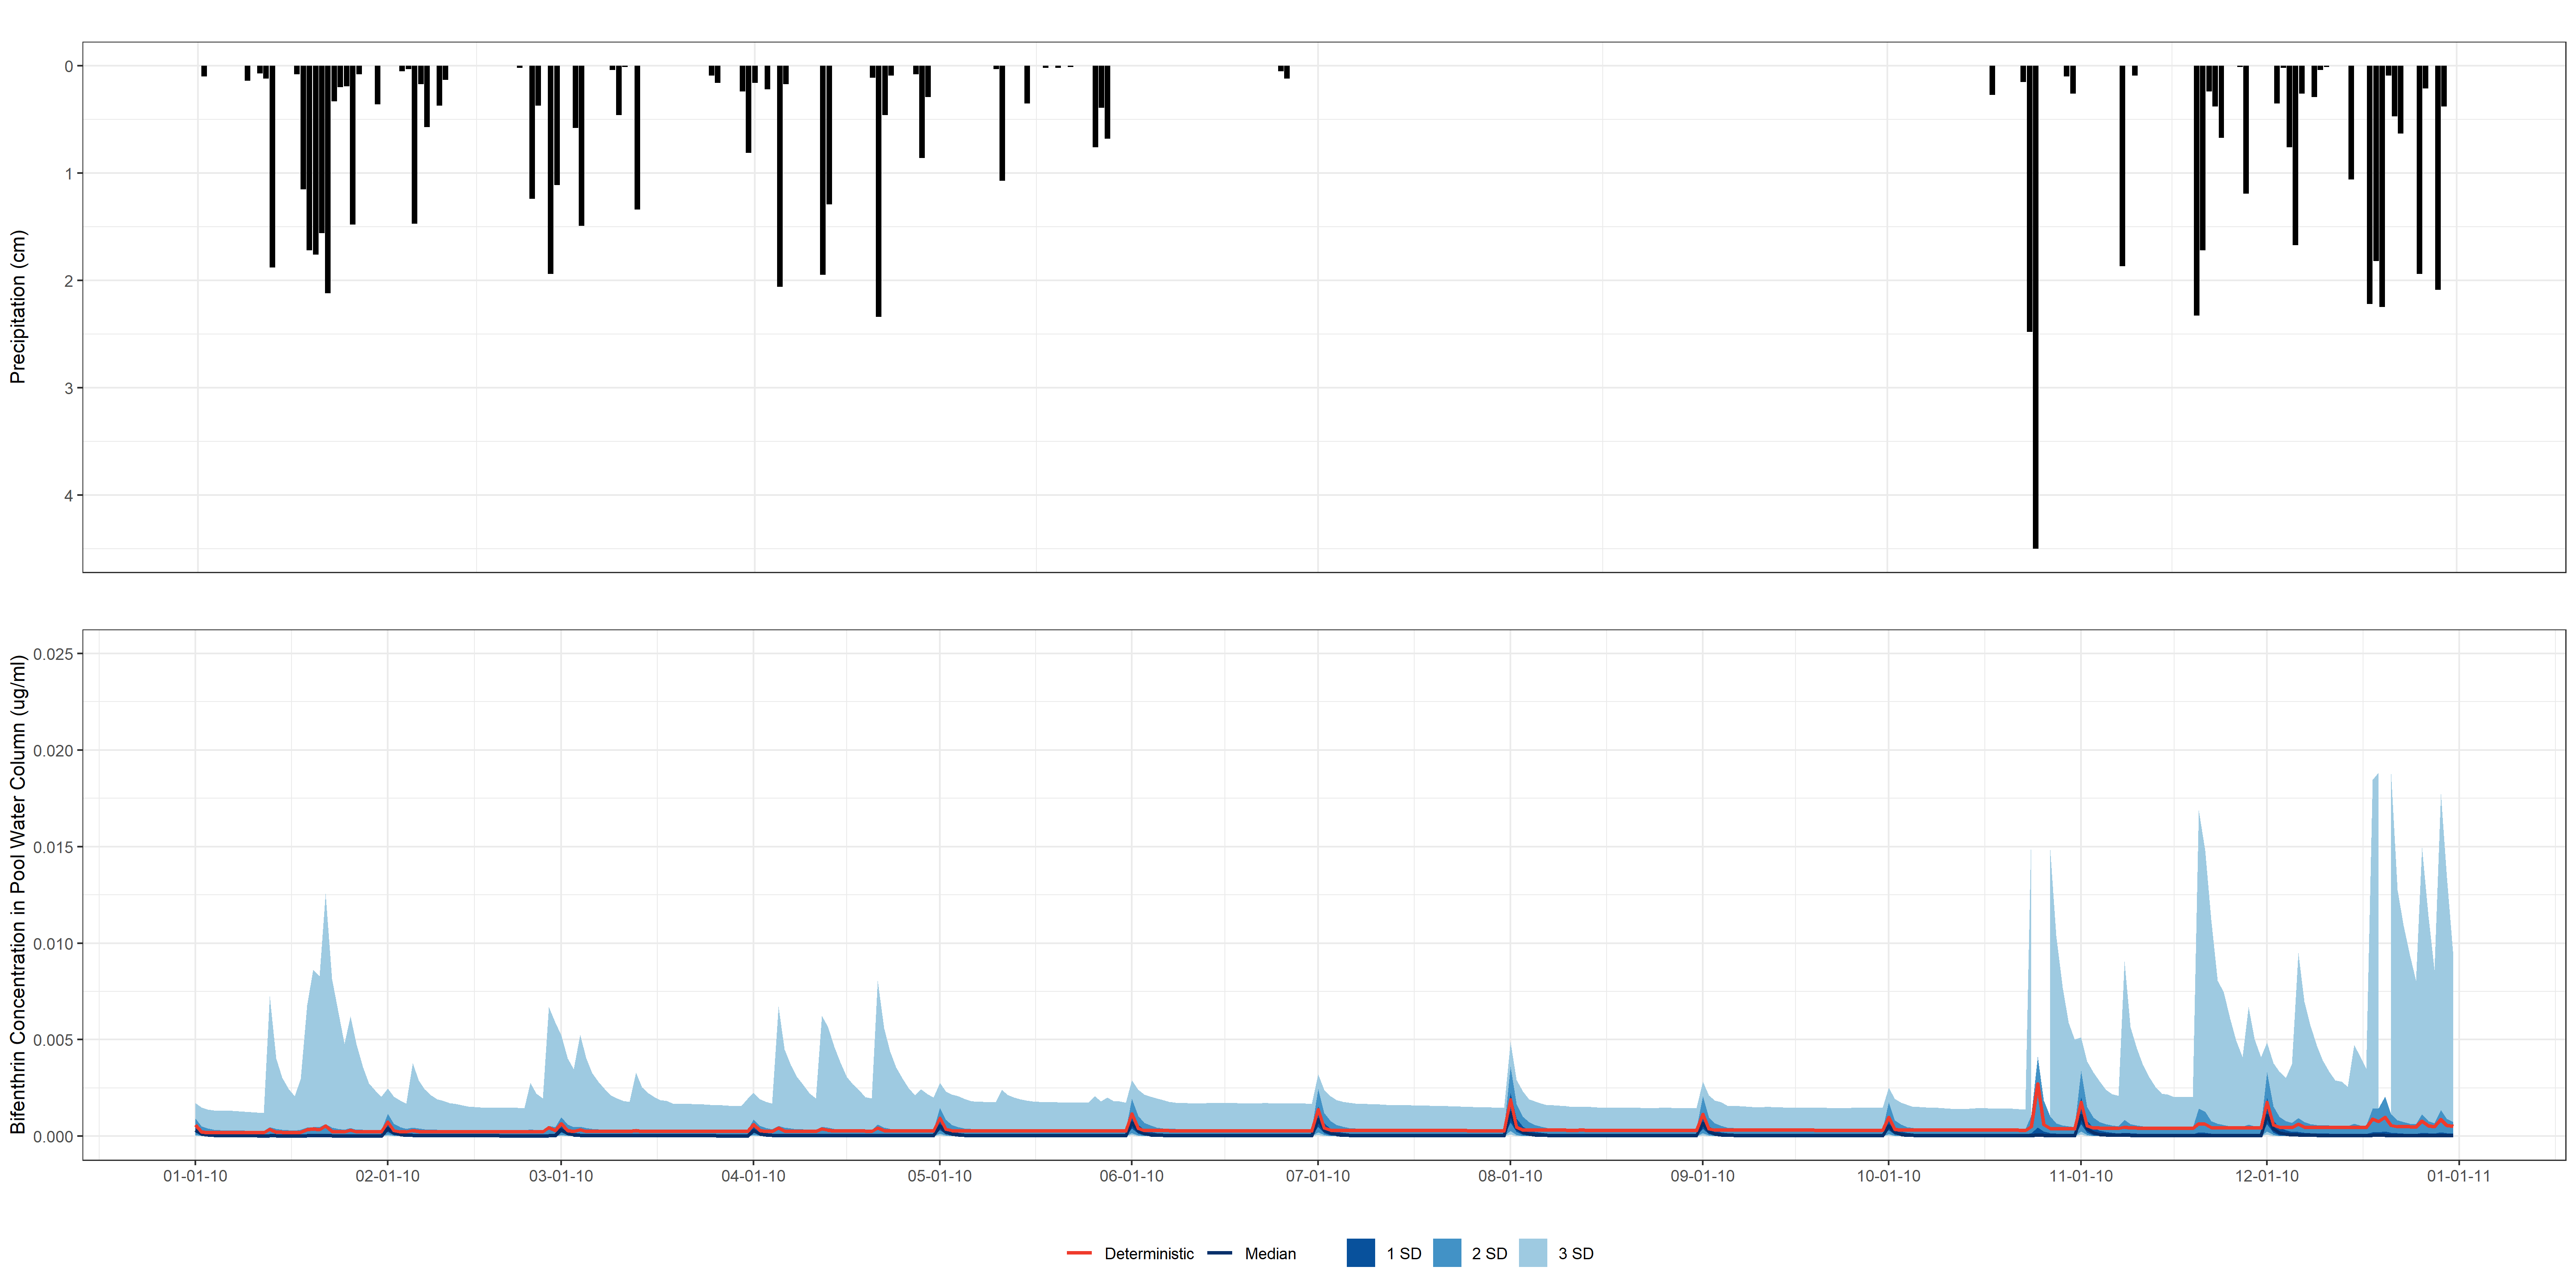 Precipitation (cm)
0
1
2
3
4
Bifenthrin Concentration in Pool Water Column (ug/ml)
0.025
0.020
0.015
0.010
0.005
0.000
01-01-10 02-01-10 03-01-10 04-01-10 05-01-10 06-01-10 07-01-10 08-01-10 09-01-10 10-01-10 11-01-10 12-01-10 01-01-11
Deterministic Median 1 SD 2 SD 3 SD